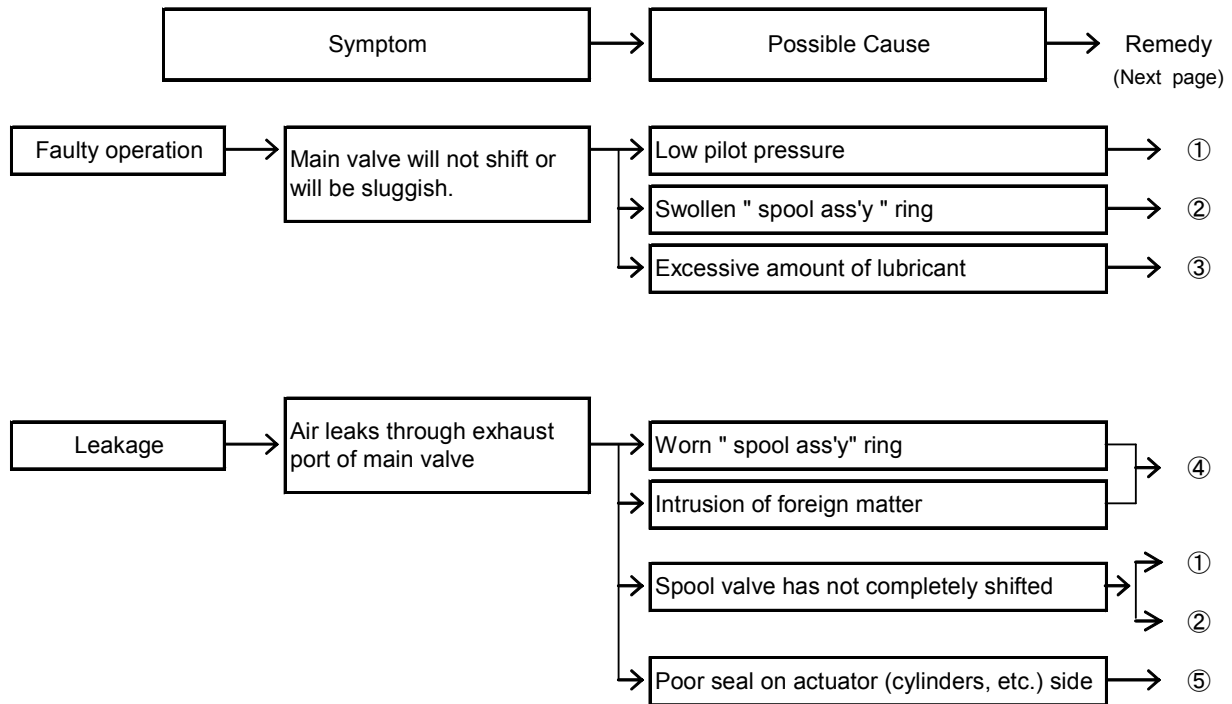 Symptom
Possible Cause
Remedy
(Next page)
Faulty operation
Main valve will not shift or
will be sluggish.
Low pilot pressure
①
Swollen " spool ass'y " ring
②
Excessive amount of lubricant
③
Leakage
Air leaks through exhaust
port of main valve
Worn " spool ass'y" ring
④
Intrusion of foreign matter
Spool valve has not completely shifted
①
②
Poor seal on actuator (cylinders, etc.) side
⑤